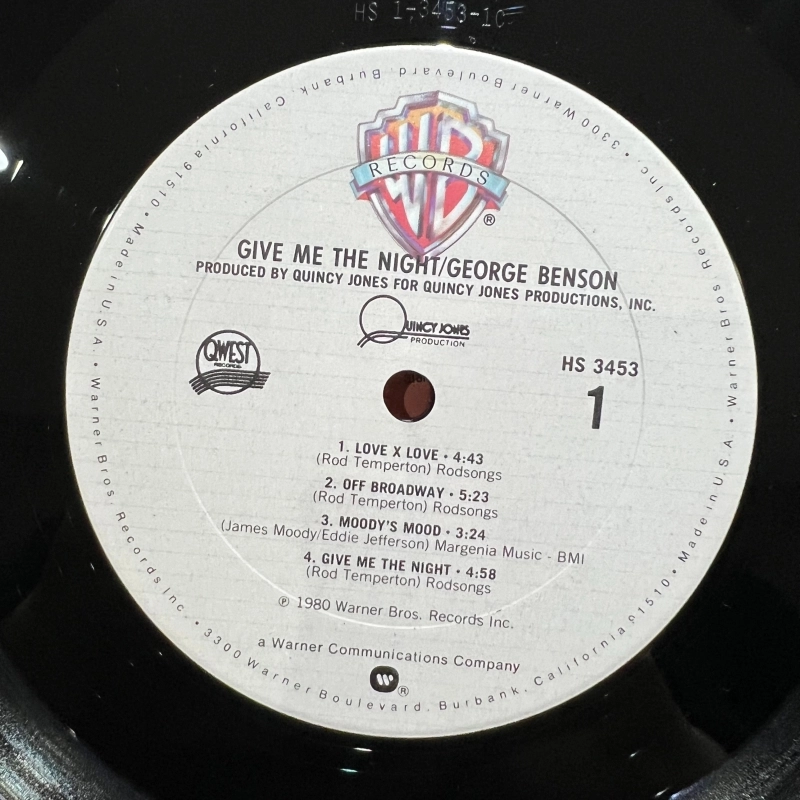 HS 1-3453-1
RECORDS
®
GIVE ME THE NIGHT/GEORGE BENSON
PRODUCED BY QUINCY JONES FOR QUINCY JONES PRODUCTIONS, INC.
QUINCY JONES
PRODUCTION
QWEST
RECORDS
HS 3453
1
1. LOVE X LOVE • 4:43
(Rod Temperton) Rodsongs
2. OFF BROADWAY • 5:23
(Rod Temperton) Rodsongs
3. MOODY'S MOOD • 3:24
(James Moody/Eddie Jefferson) Margenia Music - BMI
4. GIVE ME THE NIGHT • 4:58
(Rod Temperton) Rodsongs
℗ 1980 Warner Bros. Records Inc.
a Warner Communications Company
®
Warner Bros. Records Inc. • 3300 Warner Boulevard, Burbank, California 91510 • Made in U.S.A. •
Warner Bros. Records Inc. • 3300 Warner Boulevard, Burbank, California 91510 • Made in U.S.A. •